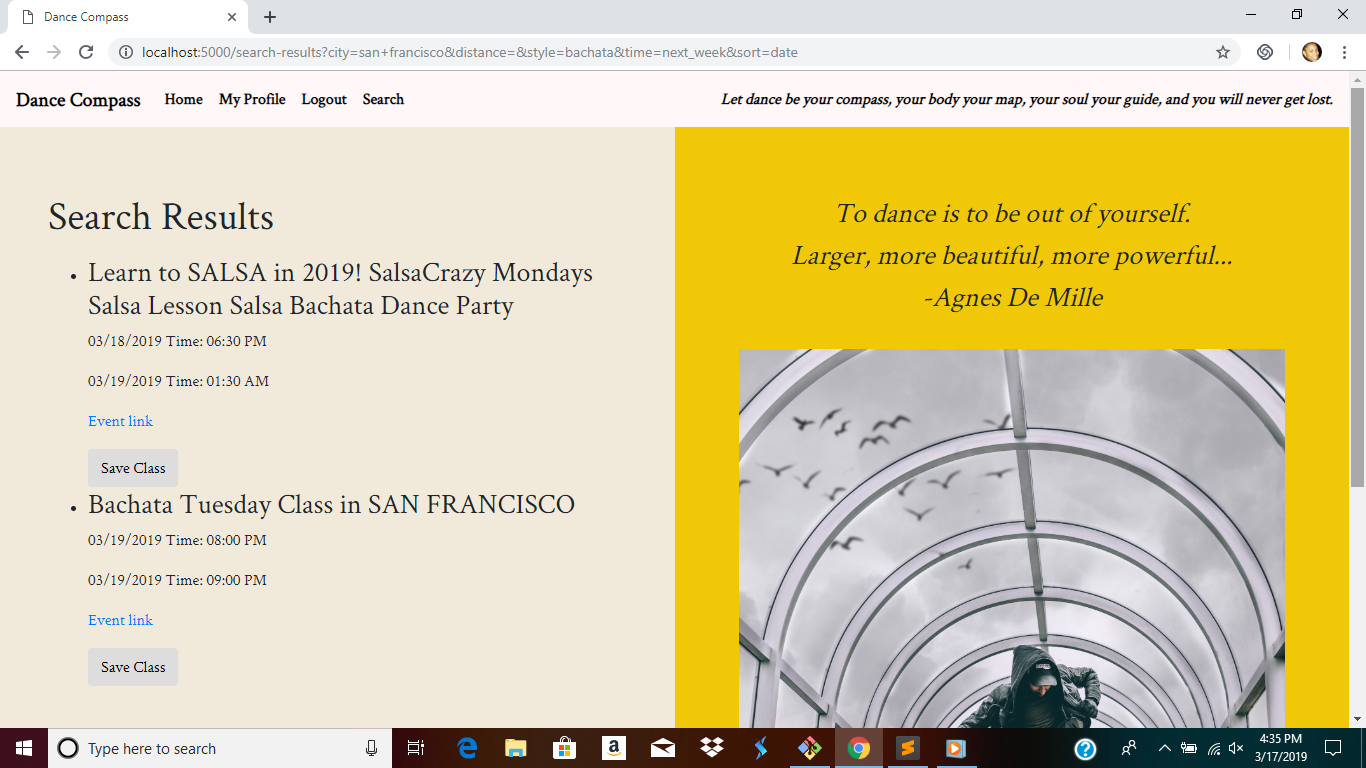 Dance Compass
localhost:5000/search-results?city=san+francisco&distance=&style=bachata&time=next_week&sort=date
Dance Compass Home My Profile Logout Search Let dance be your compass, your body your map, your soul your guide, and you will never get lost.
Search Results
Learn to SALSA in 2019! SalsaCrazy Mondays
Salsa Lesson Salsa Bachata Dance Party
03/18/2019 Time: 06:30 PM
03/19/2019 Time: 01:30 AM
Event link
Save Class
Bachata Tuesday Class in SAN FRANCISCO
03/19/2019 Time: 08:00 PM
03/19/2019 Time: 09:00 PM
Event link
Save Class
To dance is to be out of yourself.
Larger, more beautiful, more powerful...
-Agnes De Mille
Type here to search
4:35 PM
3/17/2019